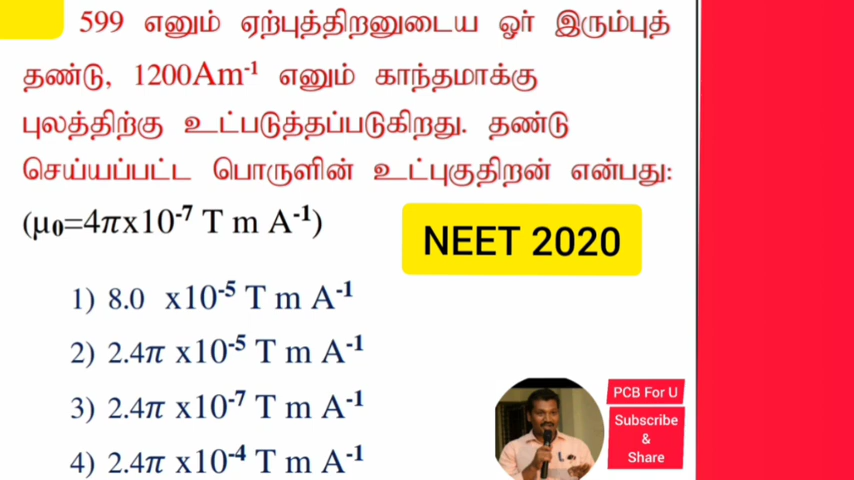 599 எனும் ஏற்புத்திறனுடைய ஓர் இரும்புத்
தண்டு, 1200Am⁻¹ எனும் காந்தமாக்கு
புலத்திற்கு உட்படுத்தப்படுகிறது. தண்டு
செய்யப்பட்ட பொருளின் உட்புகுதிறன் என்பது:
(μ₀=4πx10⁻⁷ T m A⁻¹)
NEET 2020
1) 8.0 x10⁻⁵ T m A⁻¹
2) 2.4π x10⁻⁵ T m A⁻¹
3) 2.4π x10⁻⁷ T m A⁻¹
4) 2.4π x10⁻⁴ T m A⁻¹
PCB For U
Subscribe
&
Share